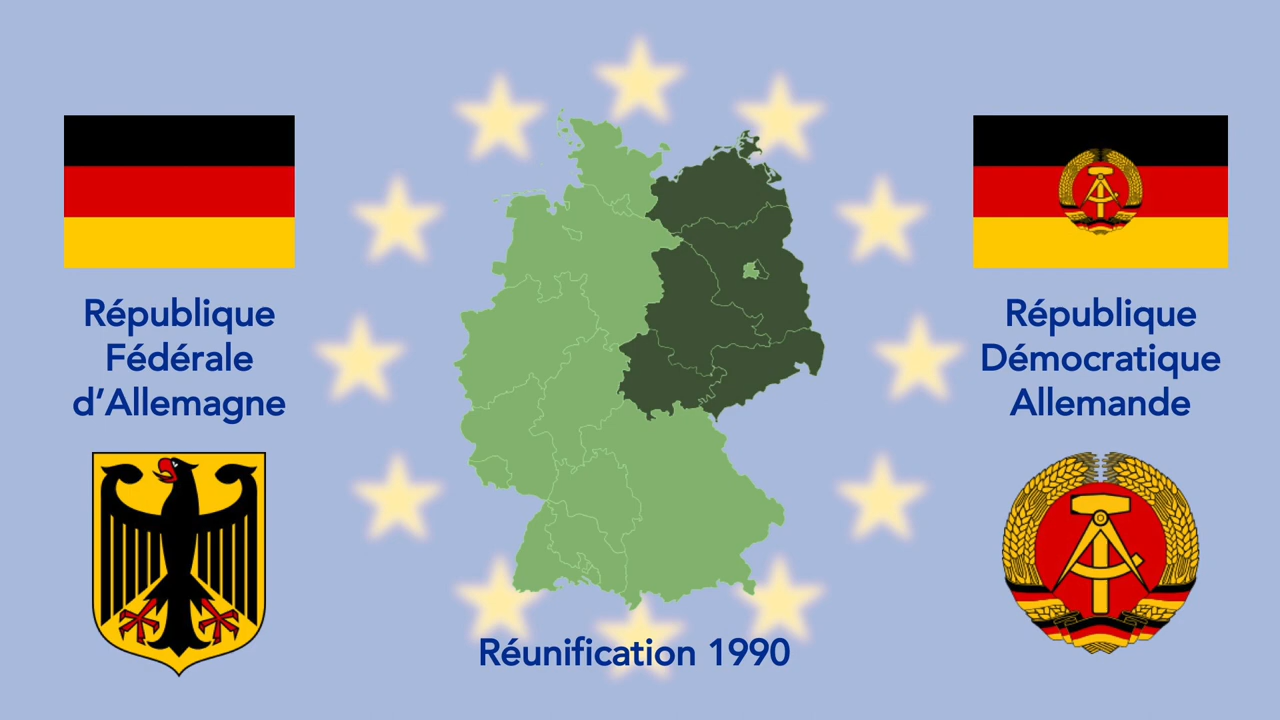 République
Fédérale
d’Allemagne
République
Démocratique
Allemande
Réunification 1990